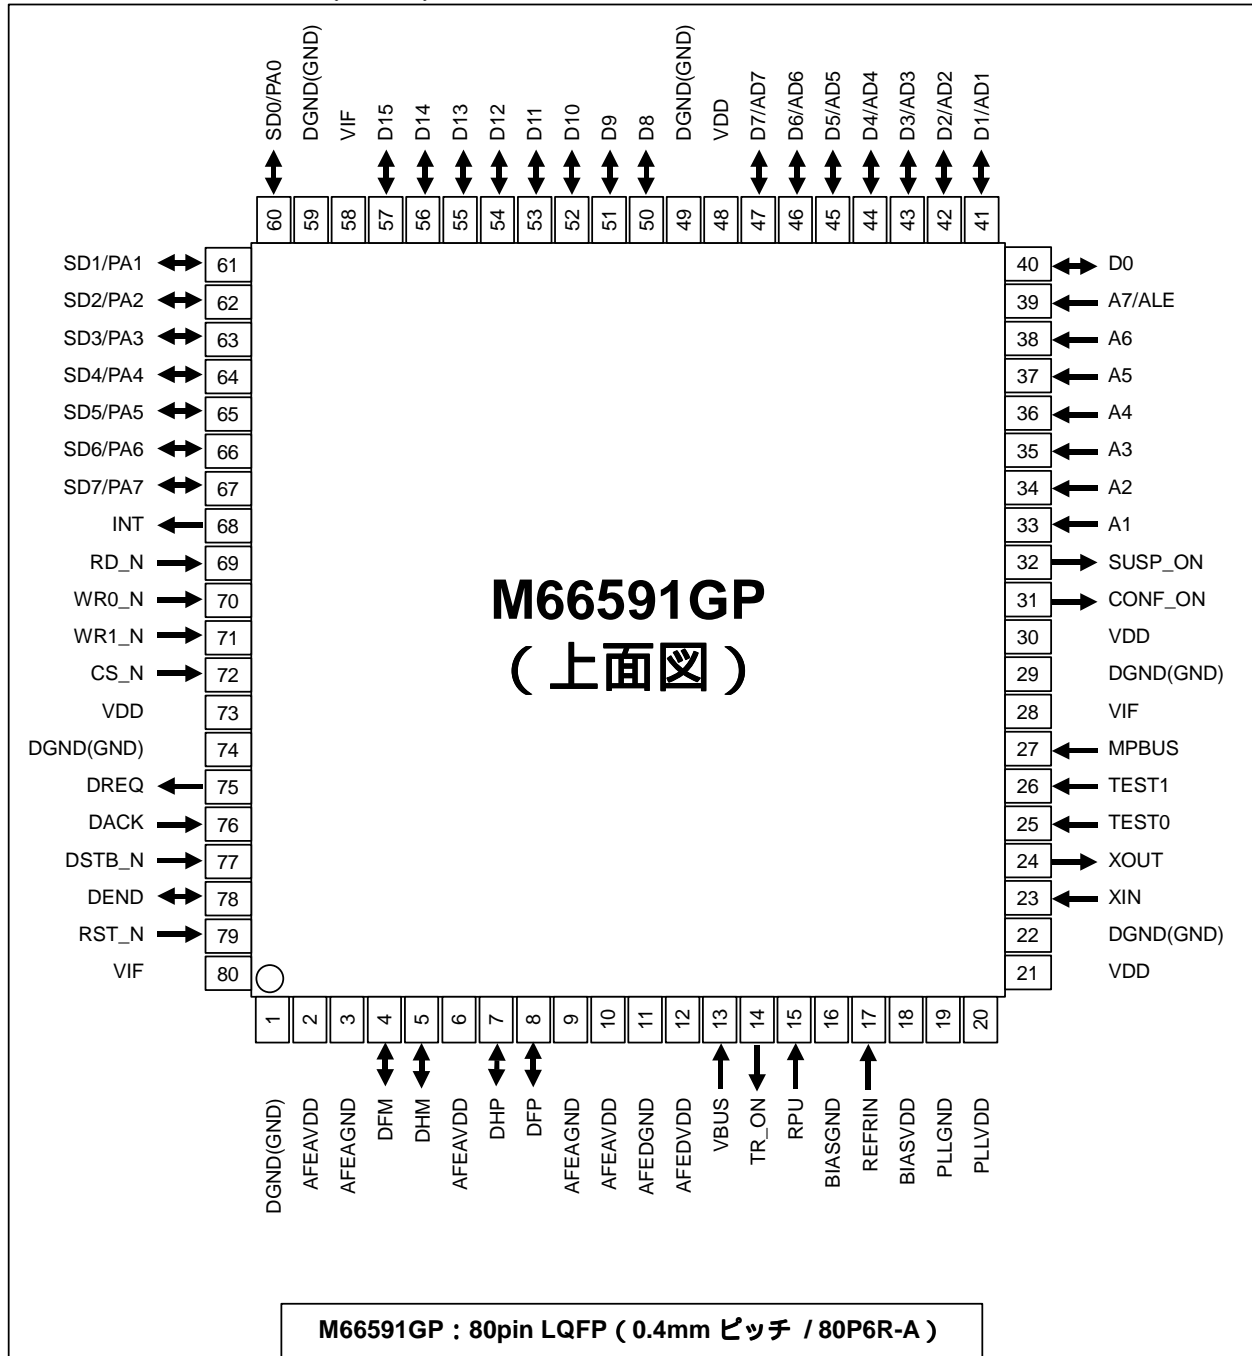 SD0/PA0
DGND(GND)
VIF
D15
D14
D13
D12
D11
D10
D9
D8
DGND(GND)
VDD
D7/AD7
D6/AD6
D5/AD5
D4/AD4
D3/AD3
D2/AD2
D1/AD1
60 59 58 57 56 55 54 53 52 51 50 49 48 47 46 45 44 43 42 41
SD1/PA1 61 40 D0
SD2/PA2 62 39 A7/ALE
SD3/PA3 63 38 A6
SD4/PA4 64 37 A5
SD5/PA5 65 36 A4
SD6/PA6 66 35 A3
SD7/PA7 67 34 A2
INT 68 33 A1
RD_N 69 32 SUSP_ON
WR0_N 70 31 CONF_ON
WR1_N 71 30 VDD
CS_N 72 29 DGND(GND)
VDD 73 28 VIF
DGND(GND) 74 27 MPBUS
DREQ 75 26 TEST1
DACK 76 25 TEST0
DSTB_N 77 24 XOUT
DEND 78 23 XIN
RST_N 79 22 DGND(GND)
VIF 80 21 VDD
M66591GP
（上面図）
1 2 3 4 5 6 7 8 9 10 11 12 13 14 15 16 17 18 19 20
DGND(GND)
AFEAVDD
AFEAGND
DFM
DHM
AFEAVDD
DHP
DFP
AFEAGND
AFEAVDD
AFEDGND
AFEDVDD
VBUS
TR_ON
RPU
BIASGND
REFRIN
BIASVDD
PLLGND
PLLVDD
M66591GP：80pin LQFP（0.4mm ピッチ / 80P6R-A）